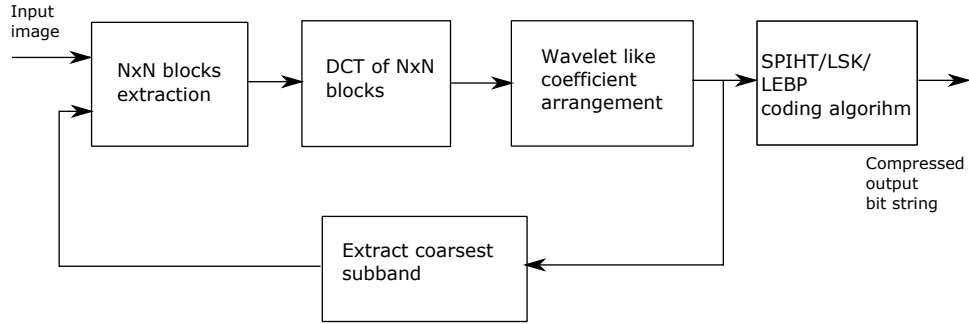 Input
image
NxN blocks
extraction
DCT of NxN
blocks
Wavelet like
coefficient
arrangement
SPIHT/LSK/
LEBP
coding algorihm
Compressed
output
bit string
Extract coarsest
subband